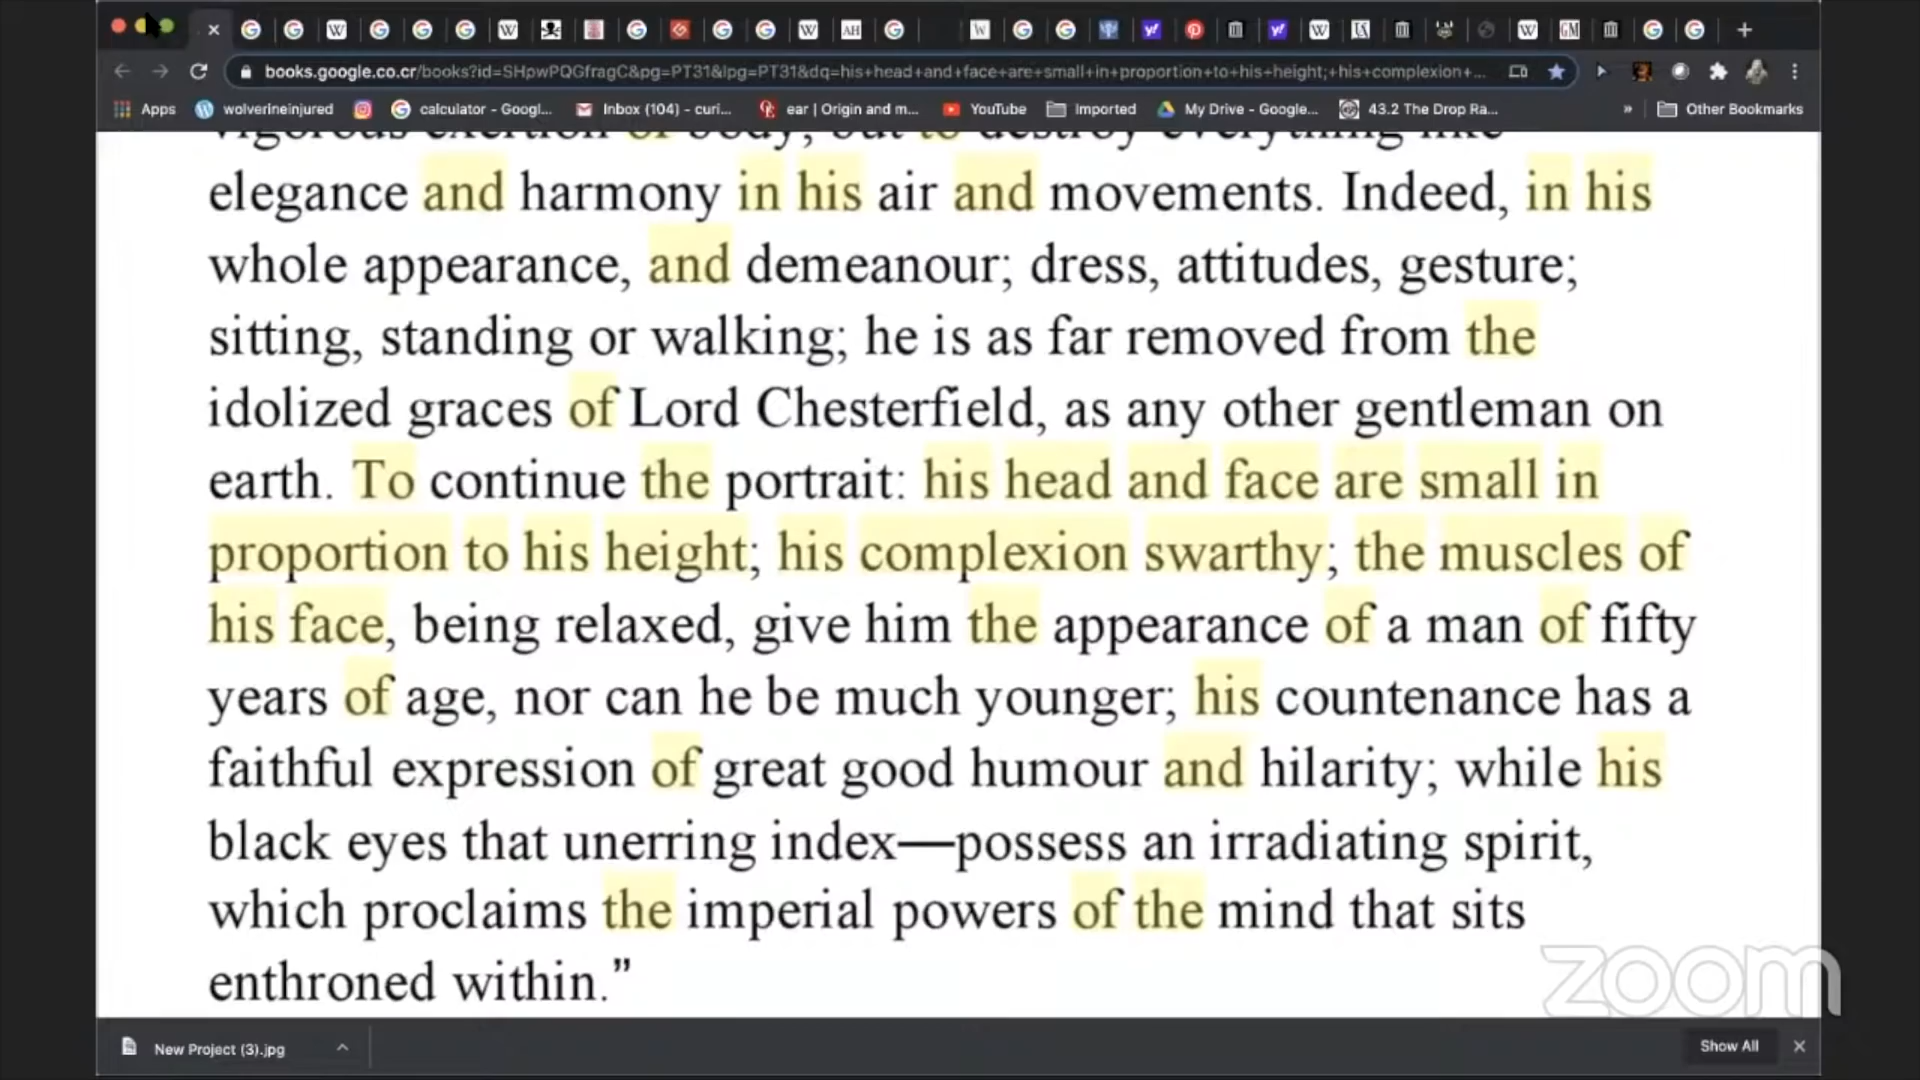 books.google.co.cr/books?id=SHpwPQGfragC&pg=PT31&lpg=PT31&dq=his+head+and+face+are+small+in+proportion+to+his+height;+his+complexion+...
Apps wolverineinjured calculator - Googl... Inbox (104) - curi... ear | Origin and m... YouTube Imported My Drive - Google... 43.2 The Drop Ra... » Other Bookmarks
vigorous exertion of body, but to destroy everything like
elegance and harmony in his air and movements. Indeed, in his
whole appearance, and demeanour; dress, attitudes, gesture;
sitting, standing or walking; he is as far removed from the
idolized graces of Lord Chesterfield, as any other gentleman on
earth. To continue the portrait: his head and face are small in
proportion to his height; his complexion swarthy; the muscles of
his face, being relaxed, give him the appearance of a man of fifty
years of age, nor can he be much younger; his countenance has a
faithful expression of great good humour and hilarity; while his
black eyes that unerring index—possess an irradiating spirit,
which proclaims the imperial powers of the mind that sits
enthroned within.”
zoom
New Project (3).jpg Show All